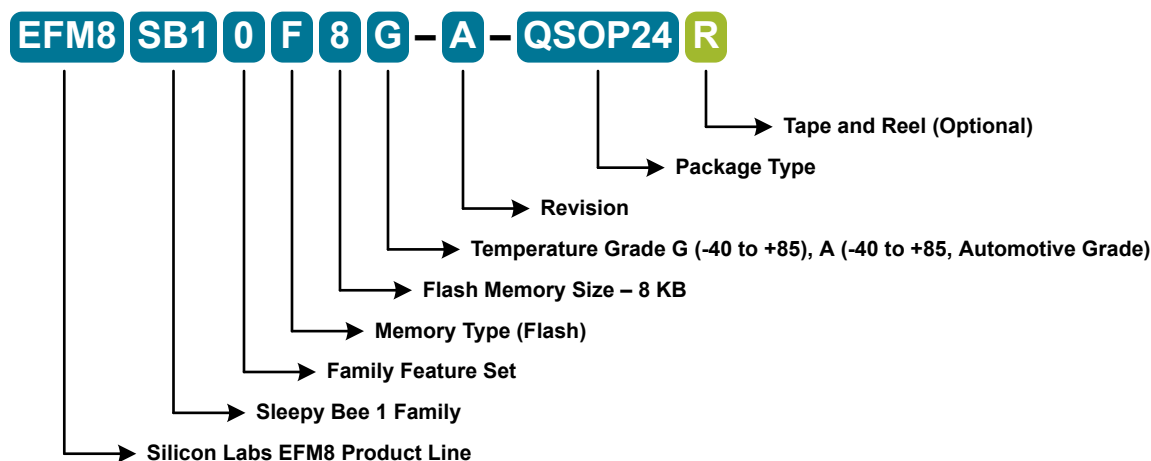 EFM8 SB1 0 F 8 G – A – QSOP24 R
Tape and Reel (Optional)
Package Type
Revision
Temperature Grade G (-40 to +85), A (-40 to +85, Automotive Grade)
Flash Memory Size – 8 KB
Memory Type (Flash)
Family Feature Set
Sleepy Bee 1 Family
Silicon Labs EFM8 Product Line